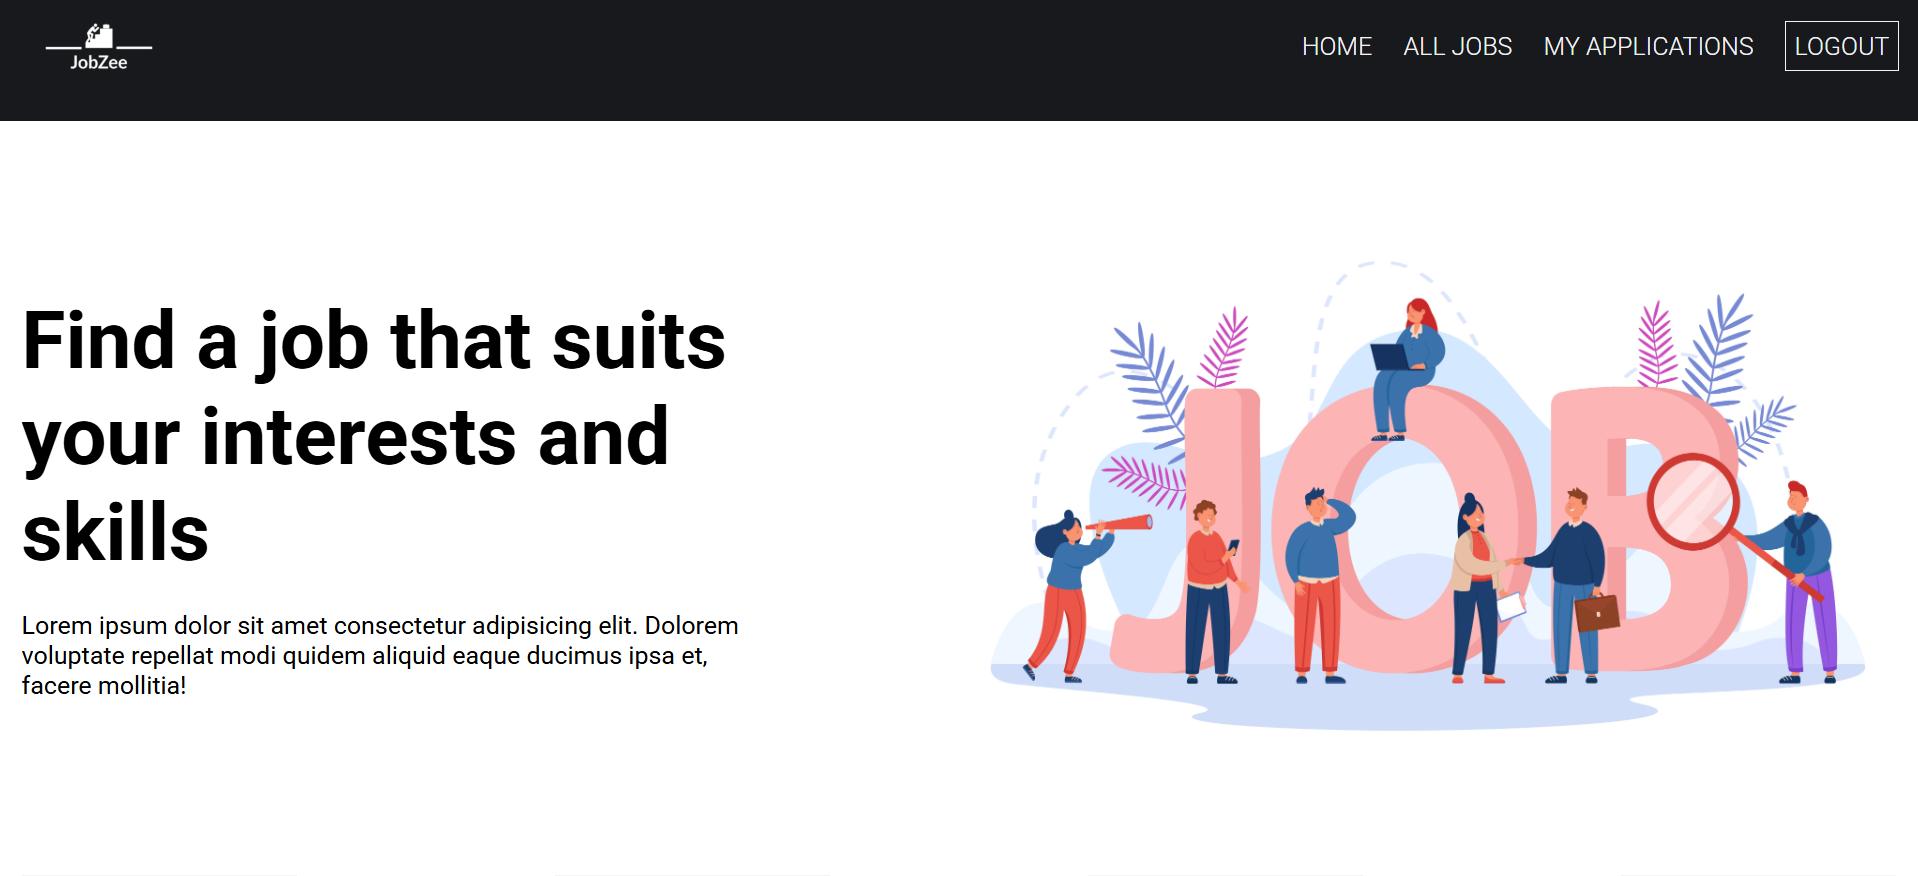 JobZee
HOME ALL JOBS MY APPLICATIONS LOGOUT
Find a job that suits
your interests and
skills
Lorem ipsum dolor sit amet consectetur adipisicing elit. Dolorem
voluptate repellat modi quidem aliquid eaque ducimus ipsa et,
facere mollitia!
JOB